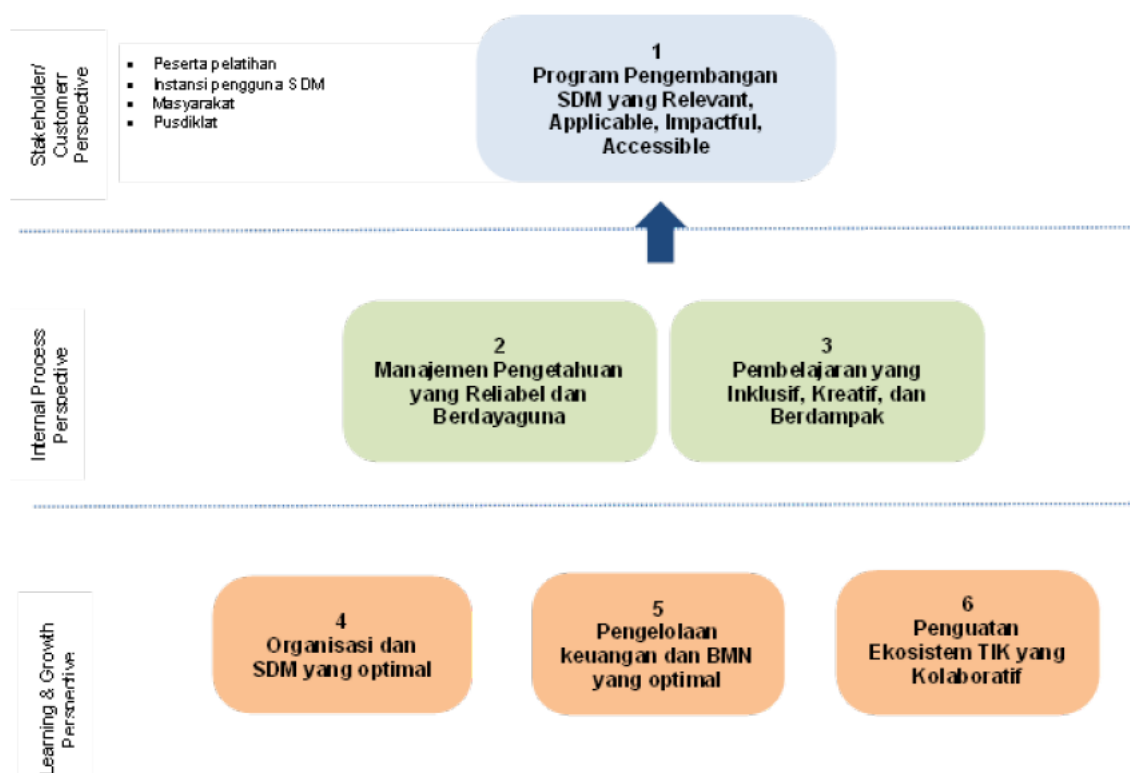 Stakeholder/
Customerr
Perspective
▪ Peserta pelatihan
▪ Instansi pengguna SDM
▪ Masyarakat
▪ Pusdiklat
1
Program Pengembangan
SDM yang Relevant,
Applicable, Impactful,
Accessible
Internal Process
Perspective
2
Manajemen Pengetahuan
yang Reliabel dan
Berdayaguna
3
Pembelajaran yang
Inklusif, Kreatif, dan
Berdampak
Learning & Growth
Perspective
4
Organisasi dan
SDM yang optimal
5
Pengelolaan
keuangan dan BMN
yang optimal
6
Penguatan
Ekosistem TIK yang
Kolaboratif